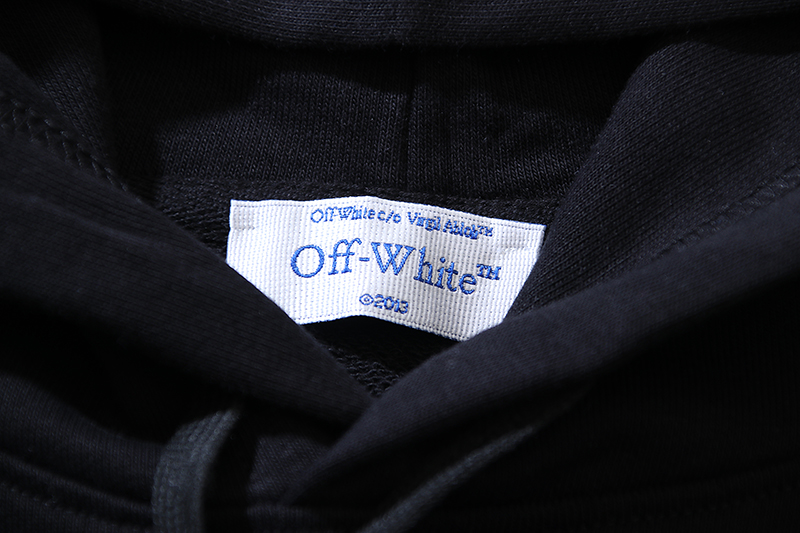 Off-White c/o Virgil Abloh™
Off-White™
©2013